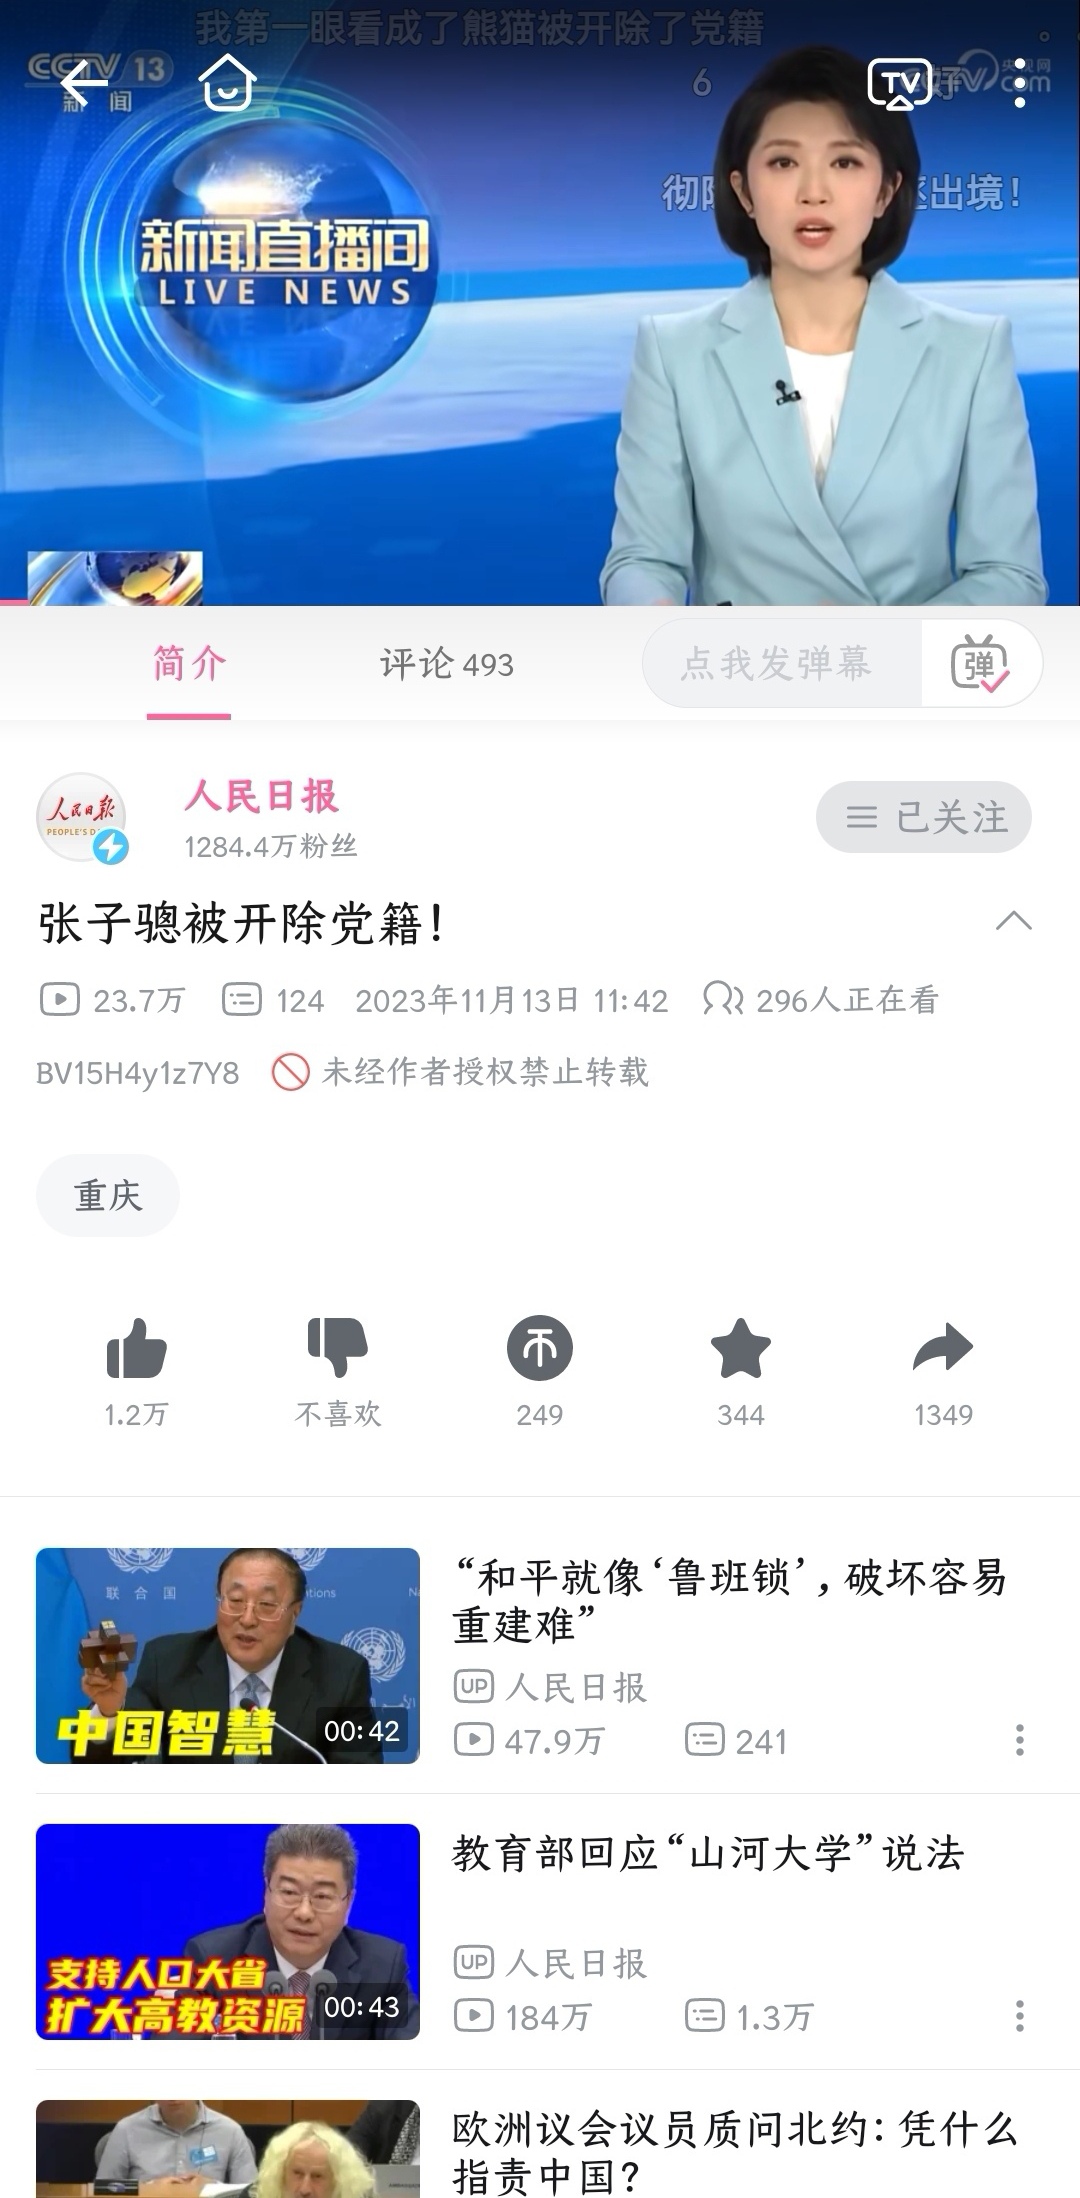 我第一眼看成了熊猫被开除了党籍
CCTV 13
新闻
6
好
TV
央视网
com
新闻直播间
LIVE NEWS
出境！
简介
评论 493
点我发弹幕
弹
人民日报
PEOPLE'S D
人民日报
1284.4万粉丝
已关注
张子骢被开除党籍！
23.7万
124
2023年11月13日 11:42
296人正在看
BV15H4y1z7Y8
未经作者授权禁止转载
重庆
1.2万
不喜欢
249
344
1349
联合国
tions
中国智慧
00:42
“和平就像‘鲁班锁’，破坏容易
重建难”
UP 人民日报
47.9万
241
支持人口大省
扩大高教资源
00:43
教育部回应“山河大学”说法
UP 人民日报
184万
1.3万
欧洲议会议员质问北约：凭什么
指责中国？